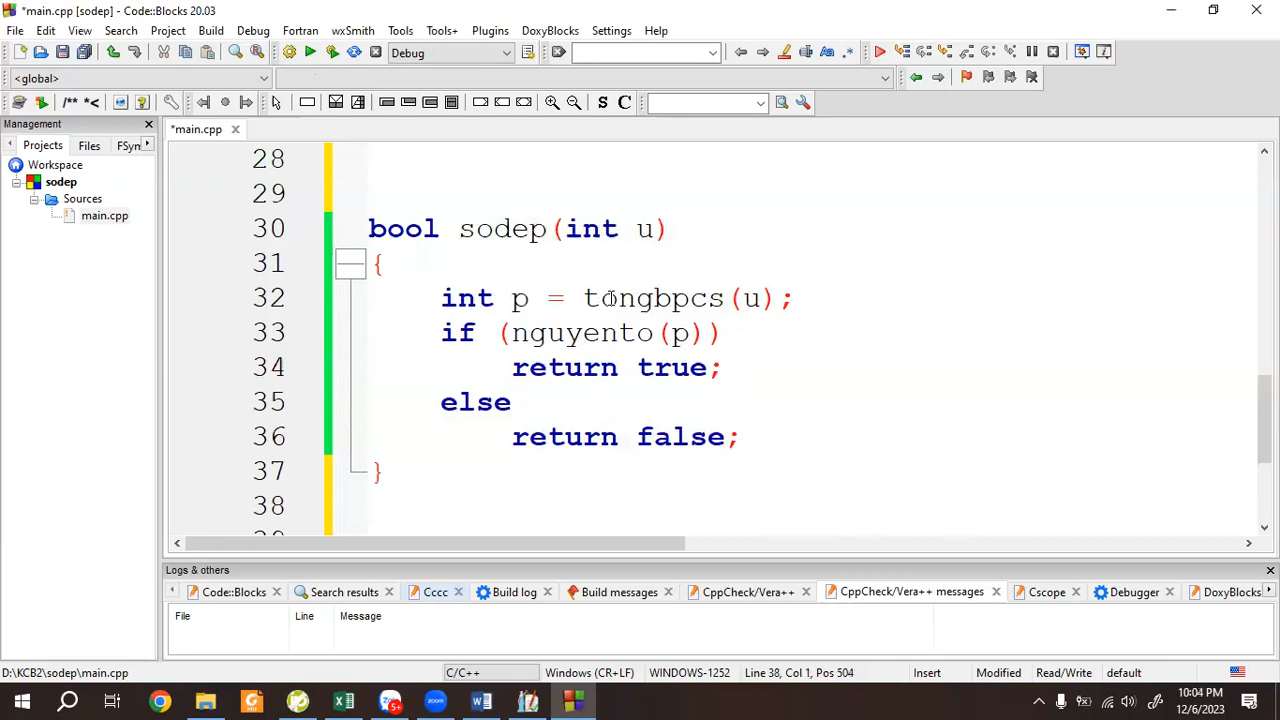 *main.cpp [sodep] - Code::Blocks 20.03
File Edit View Search Project Build Debug Fortran wxSmith Tools Tools+ Plugins DoxyBlocks Settings Help
Debug
<global>
/** *< S C
Management
Projects Files FSyn
*main.cpp
Workspace
sodep
Sources
main.cpp
28
29
30 bool sodep(int u)
31 {
32 int p = tongbpcs(u);
33 if (nguyento(p))
34 return true;
35 else
36 return false;
37 }
38
Logs & others
Code::Blocks Search results Cccc Build log Build messages CppCheck/Vera++ CppCheck/Vera++ messages Cscope Debugger DoxyBlocks
File Line Message
D:\KCB2\sodep\main.cpp C/C++ Windows (CR+LF) WINDOWS-1252 Line 38, Col 1, Pos 504 Insert Modified Read/Write default
zoom
10:04 PM
12/6/2023